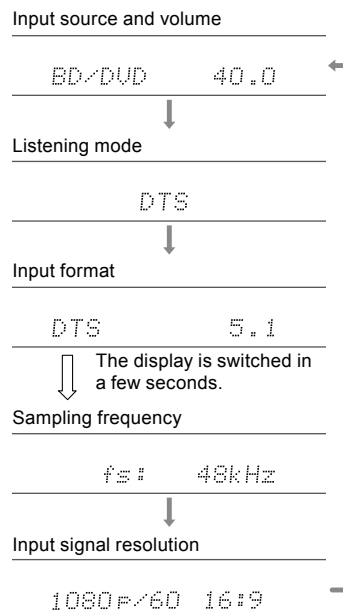 Input source and volume
BD/DVD 40.0
Listening mode
DTS
Input format
DTS 5.1
The display is switched in
a few seconds.
Sampling frequency
fs: 48kHz
Input signal resolution
1080p/60 16:9